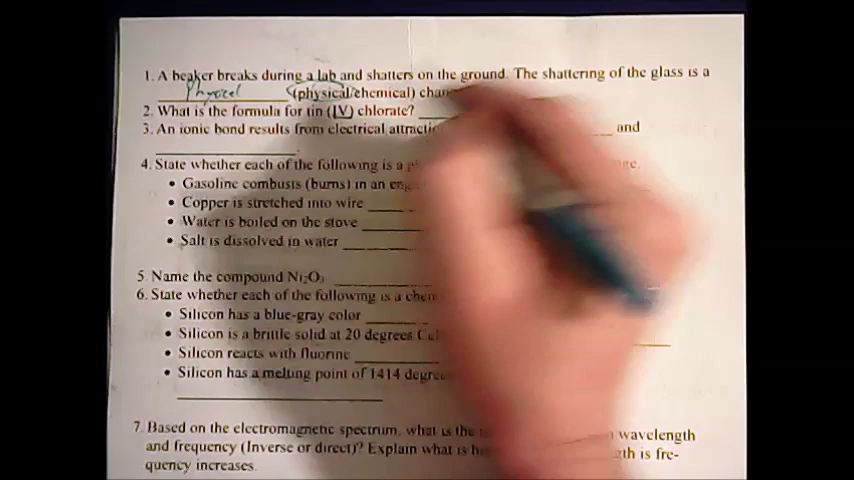 1. A beaker breaks during a lab and shatters on the ground. The shattering of the glass is a
Physical (physical/chemical)
2. What is the formula for tin (IV) chlorate?
3. An ionic bond results from electrical and
4. State whether each of the following is a
Gasoline combusts (burns) in an
Copper is stretched into wire
Water is boiled on the stove
Salt is dissolved in water
5. Name the compound Ni₂O₃
6. State whether each of the following is a
Silicon has a blue-gray color
Silicon is a brittle solid at 20 degrees
Silicon reacts with fluorine
Silicon has a melting point of 1414
7. Based on the electromagnetic spectrum, what is the wavelength
and frequency (Inverse or direct)? Explain what is fre-
quency increases.